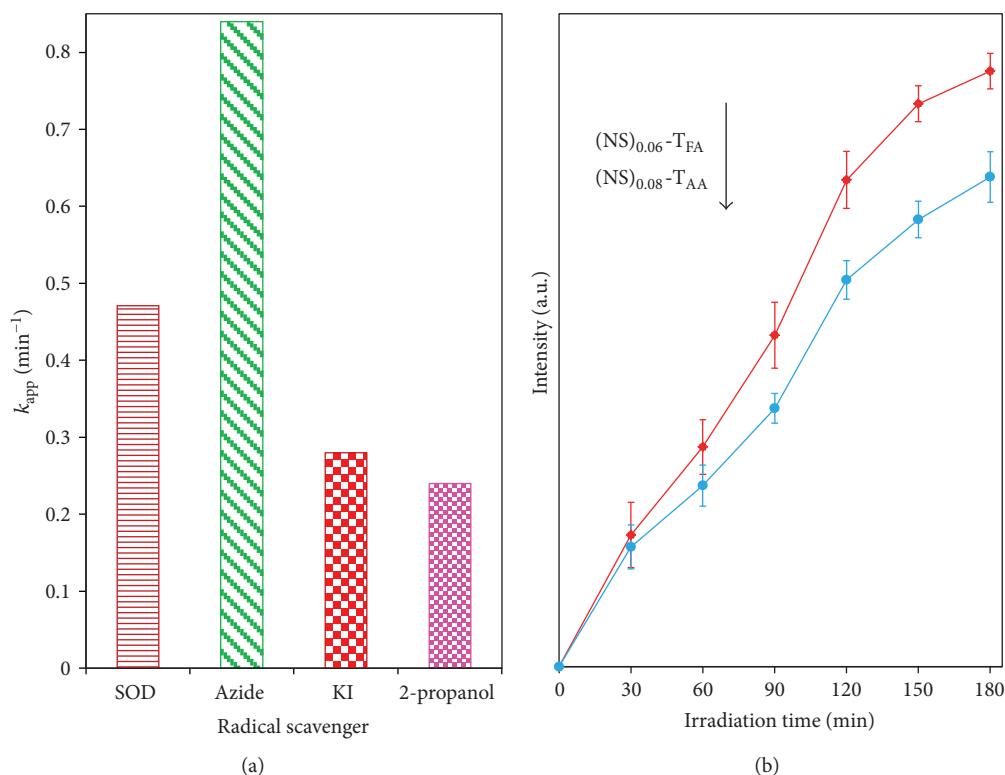 0.8
0.7
0.6
0.5
0.4
0.3
0.2
0.1
0
k_app (min⁻¹)
SOD Azide KI 2-propanol
Radical scavenger
(a)
Intensity (a.u.)
(NS)₀.₀₆-T_FA
(NS)₀.₀₈-T_AA
0 30 60 90 120 150 180
Irradiation time (min)
(b)